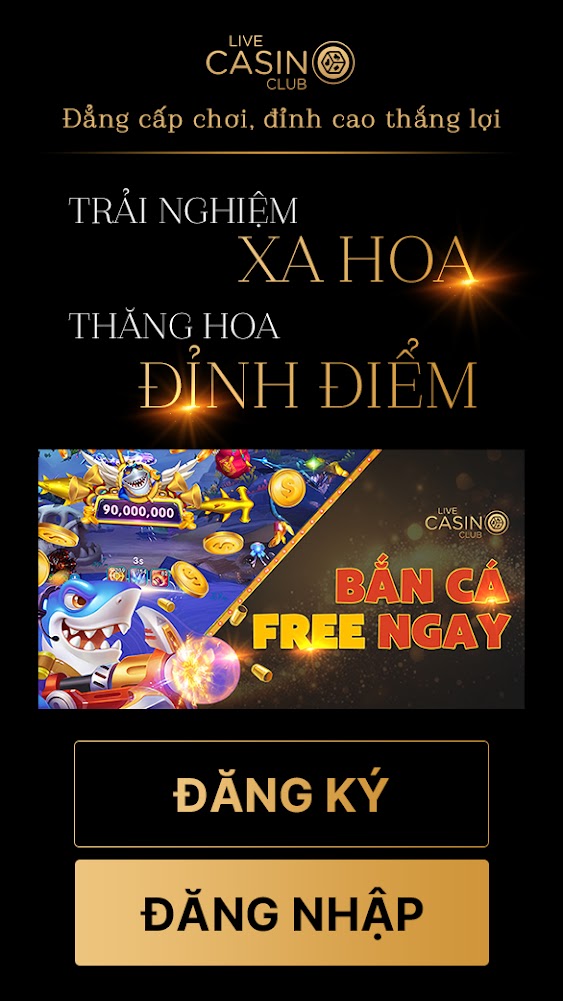 LIVE
CASINO
CLUB
Đẳng cấp chơi, đỉnh cao thắng lợi
TRẢI NGHIỆM
XA HOA
THĂNG HOA
ĐỈNH ĐIỂM
90,000,000
3s
LIVE
CASINO
CLUB
BẮN CÁ
FREE NGAY
ĐĂNG KÝ
ĐĂNG NHẬP